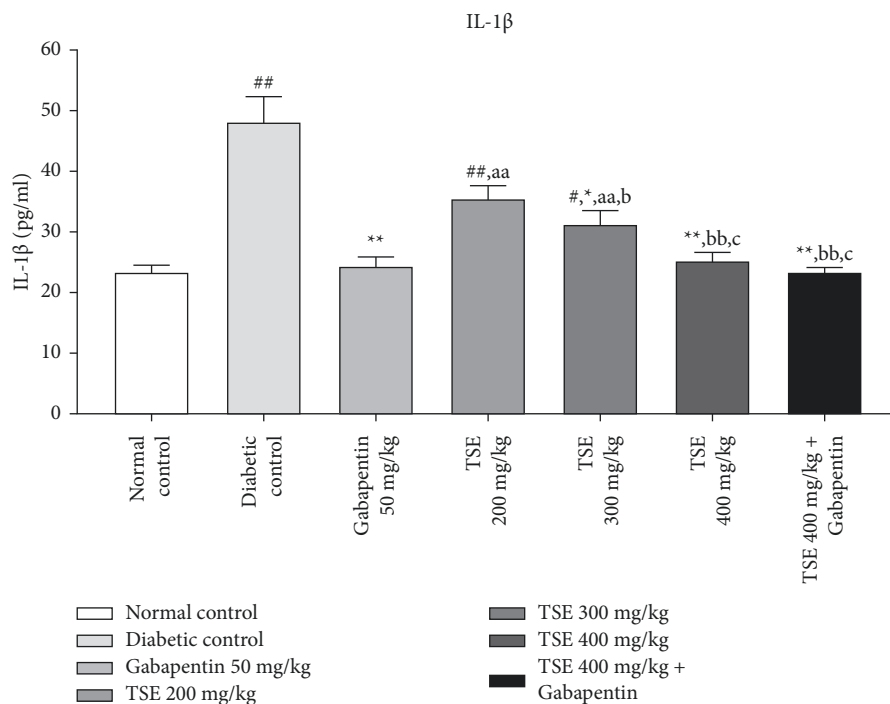 IL-1β
IL-1β (pg/ml)
60
50
40
30
20
10
0
##
**
##,aa
#,*,aa,b
**,bb,c
**,bb,c
Normal
control
Diabetic
control
Gabapentin
50 mg/kg
TSE
200 mg/kg
TSE
300 mg/kg
TSE
400 mg/kg
TSE 400 mg/kg +
Gabapentin
Normal control
Diabetic control
Gabapentin 50 mg/kg
TSE 200 mg/kg
TSE 300 mg/kg
TSE 400 mg/kg
TSE 400 mg/kg +
Gabapentin